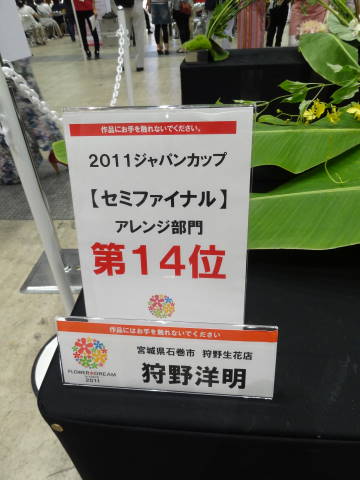 作品にお手を触れないでください。
2011ジャパンカップ
【セミファイナル】
アレンジ部門
第14位
作品にはお手を触れないでください
宮城県石巻市 狩野生花店
狩野洋明
FLOWER DREAM
2011